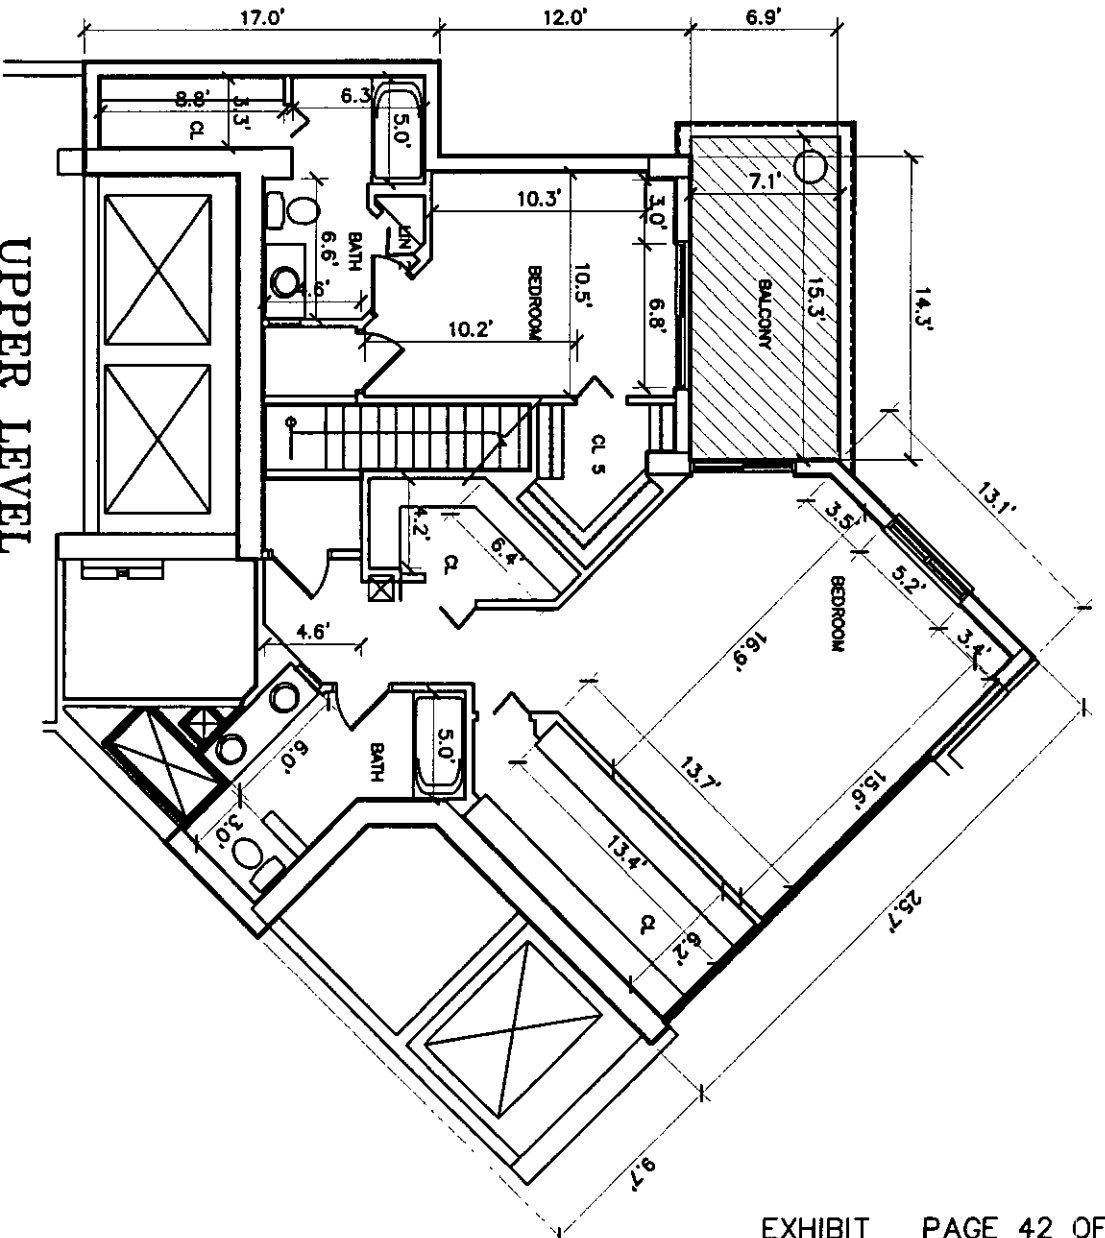 17.0'
12.0'
6.9'
8.8'
3.3'
CL
6.3
5.0'
10.3'
3.0'
7.1'
14.3'
LIN
BATH
6.6'
BEDROOM
10.5'
6.8'
BALCONY
15.3'
10.2'
CL 5
13.1'
UPPER LEVEL
4.2'
6.4'
CL
3.5'
5.2'
3.4'
BEDROOM
16.9'
4.6'
6.0'
BATH
5.0'
13.7'
15.6'
3.0'
13.4'
CL
6.2'
25.7'
9.7'
EXHIBIT PAGE 42 OF